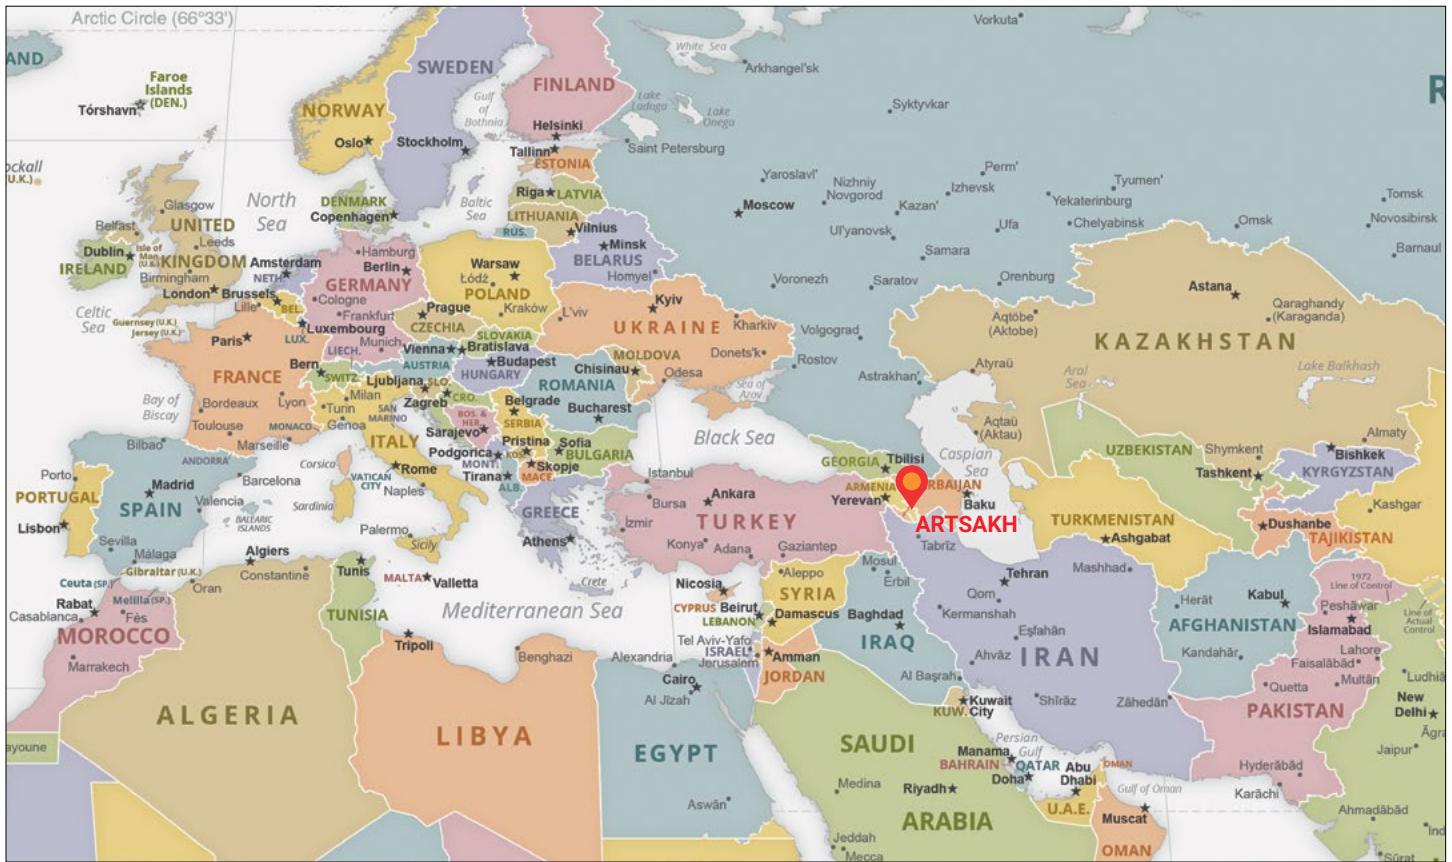 Arctic Circle (66°33')
Vorkuta
White Sea
AND
SWEDEN
Arkhangel'sk
Faroe
Islands
(DEN.)
FINLAND
R
Tórshavn
NORWAY
Gulf
of
Bothnia
Lake
Ladoga
Lake
Onega
Syktyvkar
Helsinki
Oslo
Stockholm
Tallinn
Saint Petersburg
ESTONIA
ockall
(U.K.)
Perm'
Yaroslavl'
Nizhniy
Novgorod
Izhevsk
Tyumen'
Yekaterinburg
Tomsk
Riga
LATVIA
North
Sea
DENMARK
Copenhagen
Baltic
Sea
LITHUANIA
Moscow
Kazan'
Glasgow
UNITED
KINGDOM
Belfast
Leeds
RUS.
Vilnius
Ul'yanovsk
Ufa
Chelyabinsk
Omsk
Novosibirsk
Dublin
IRELAND
Isle of
Man
(U.K.)
Hamburg
Minsk
BELARUS
Samara
Barnaul
Birmingham
Amsterdam
NETH.
Berlin
GERMANY
Warsaw
Łódź
POLAND
Homyel
Voronezh
Saratov
Orenburg
London
Brussels
Lille
BEL.
Cologne
Frankfurt
Prague
CZECHIA
Kraków
L'viv
Kyiv
Kharkiv
UKRAINE
Astana
Qaraghandy
(Karaganda)
Celtic
Sea
Guernsey (U.K.)
Jersey (U.K.)
Paris
LUX.
Luxembourg
Aqtöbe
(Aktobe)
Volgograd
KAZAKHSTAN
LIECH.
Munich
Vienna
SLOVAKIA
Bratislava
Donets'k
Rostov
Bern
SWITZ.
AUSTRIA
Budapest
HUNGARY
MOLDOVA
Chisinau
Odesa
Astrakhan'
Atyraü
Aral
Sea
Lake Balkhash
FRANCE
Ljubljana
SLO.
Zagreb
CRO.
ROMANIA
Sea of
Azov
Bay of
Biscay
Bordeaux
Lyon
Milan
Turin
Genoa
SAN
MARINO
BOS. &
HER.
Belgrade
SERBIA
Bucharest
Aqtaü
(Aktau)
Toulouse
Marseille
MONACO
ITALY
Sarajevo
Pristina
KOS.
Sofia
BULGARIA
Black Sea
Almaty
Bilbao
ANDORRA
Corsica
Podgorica
MONT.
Skopje
MACE.
GEORGIA
Tbilisi
Caspian
Sea
UZBEKISTAN
Shymkent
Tashkent
Bishkek
KYRGYZSTAN
Porto
PORTUGAL
Madrid
SPAIN
Barcelona
VATICAN
CITY
Rome
Naples
Tirana
ALB.
Istanbul
Bursa
Ankara
ARMENIA
Yerevan
RBAIJAN
Baku
Valencia
BALEARIC
ISLANDS
Sardinia
GREECE
TURKEY
ARTSAKH
TURKMENISTAN
Kashgar
Lisbon
Palermo
Sicily
Athens
İzmir
Konya
Adana
Gaziantep
Tabrīz
Ashgabat
Dushanbe
TAJIKISTAN
Sevilla
Málaga
Gibraltar (U.K.)
Algiers
Constantine
Tunis
MALTA
Valletta
Crete
Nicosia
CYPRUS
Aleppo
SYRIA
Mosul
Erbil
Tehran
Mashhad
Ceuta (SP.)
Melilla (SP.)
Oran
Mediterranean Sea
Beirut
LEBANON
Damascus
Baghdad
Qom
Kermanshah
Herāt
Kabul
1972
Line of Control
Peshāwar
Line of
Actual
Control
Rabat
Casablanca
Fès
MOROCCO
TUNISIA
Tripoli
Benghazi
Alexandria
Tel Aviv-Yafo
ISRAEL
Jerusalem
Amman
JORDAN
IRAQ
Eşfahān
IRAN
AFGHANISTAN
Kandahār
Islamabad
Lahore
Faisalābād
Marrakech
Cairo
Al Jīzah
Al Başrah
Ahvāz
Multān
Ludhiā
Quetta
ALGERIA
LIBYA
EGYPT
KUW.
Kuwait
City
Shīrāz
Zāhedān
PAKISTAN
New
Delhi
ayoune
SAUDI
ARABIA
Persian
Gulf
Manama
BAHRAIN
QATAR
Doha
Abu
Dhabi
OMAN
Āgra
Jaipur
Hyderābād
Karāchi
Aswān
Medina
Riyadh
U.A.E.
Gulf of Oman
Muscat
Ahmadābād
Jeddah
Mecca
OMAN
Ind
Sūrat